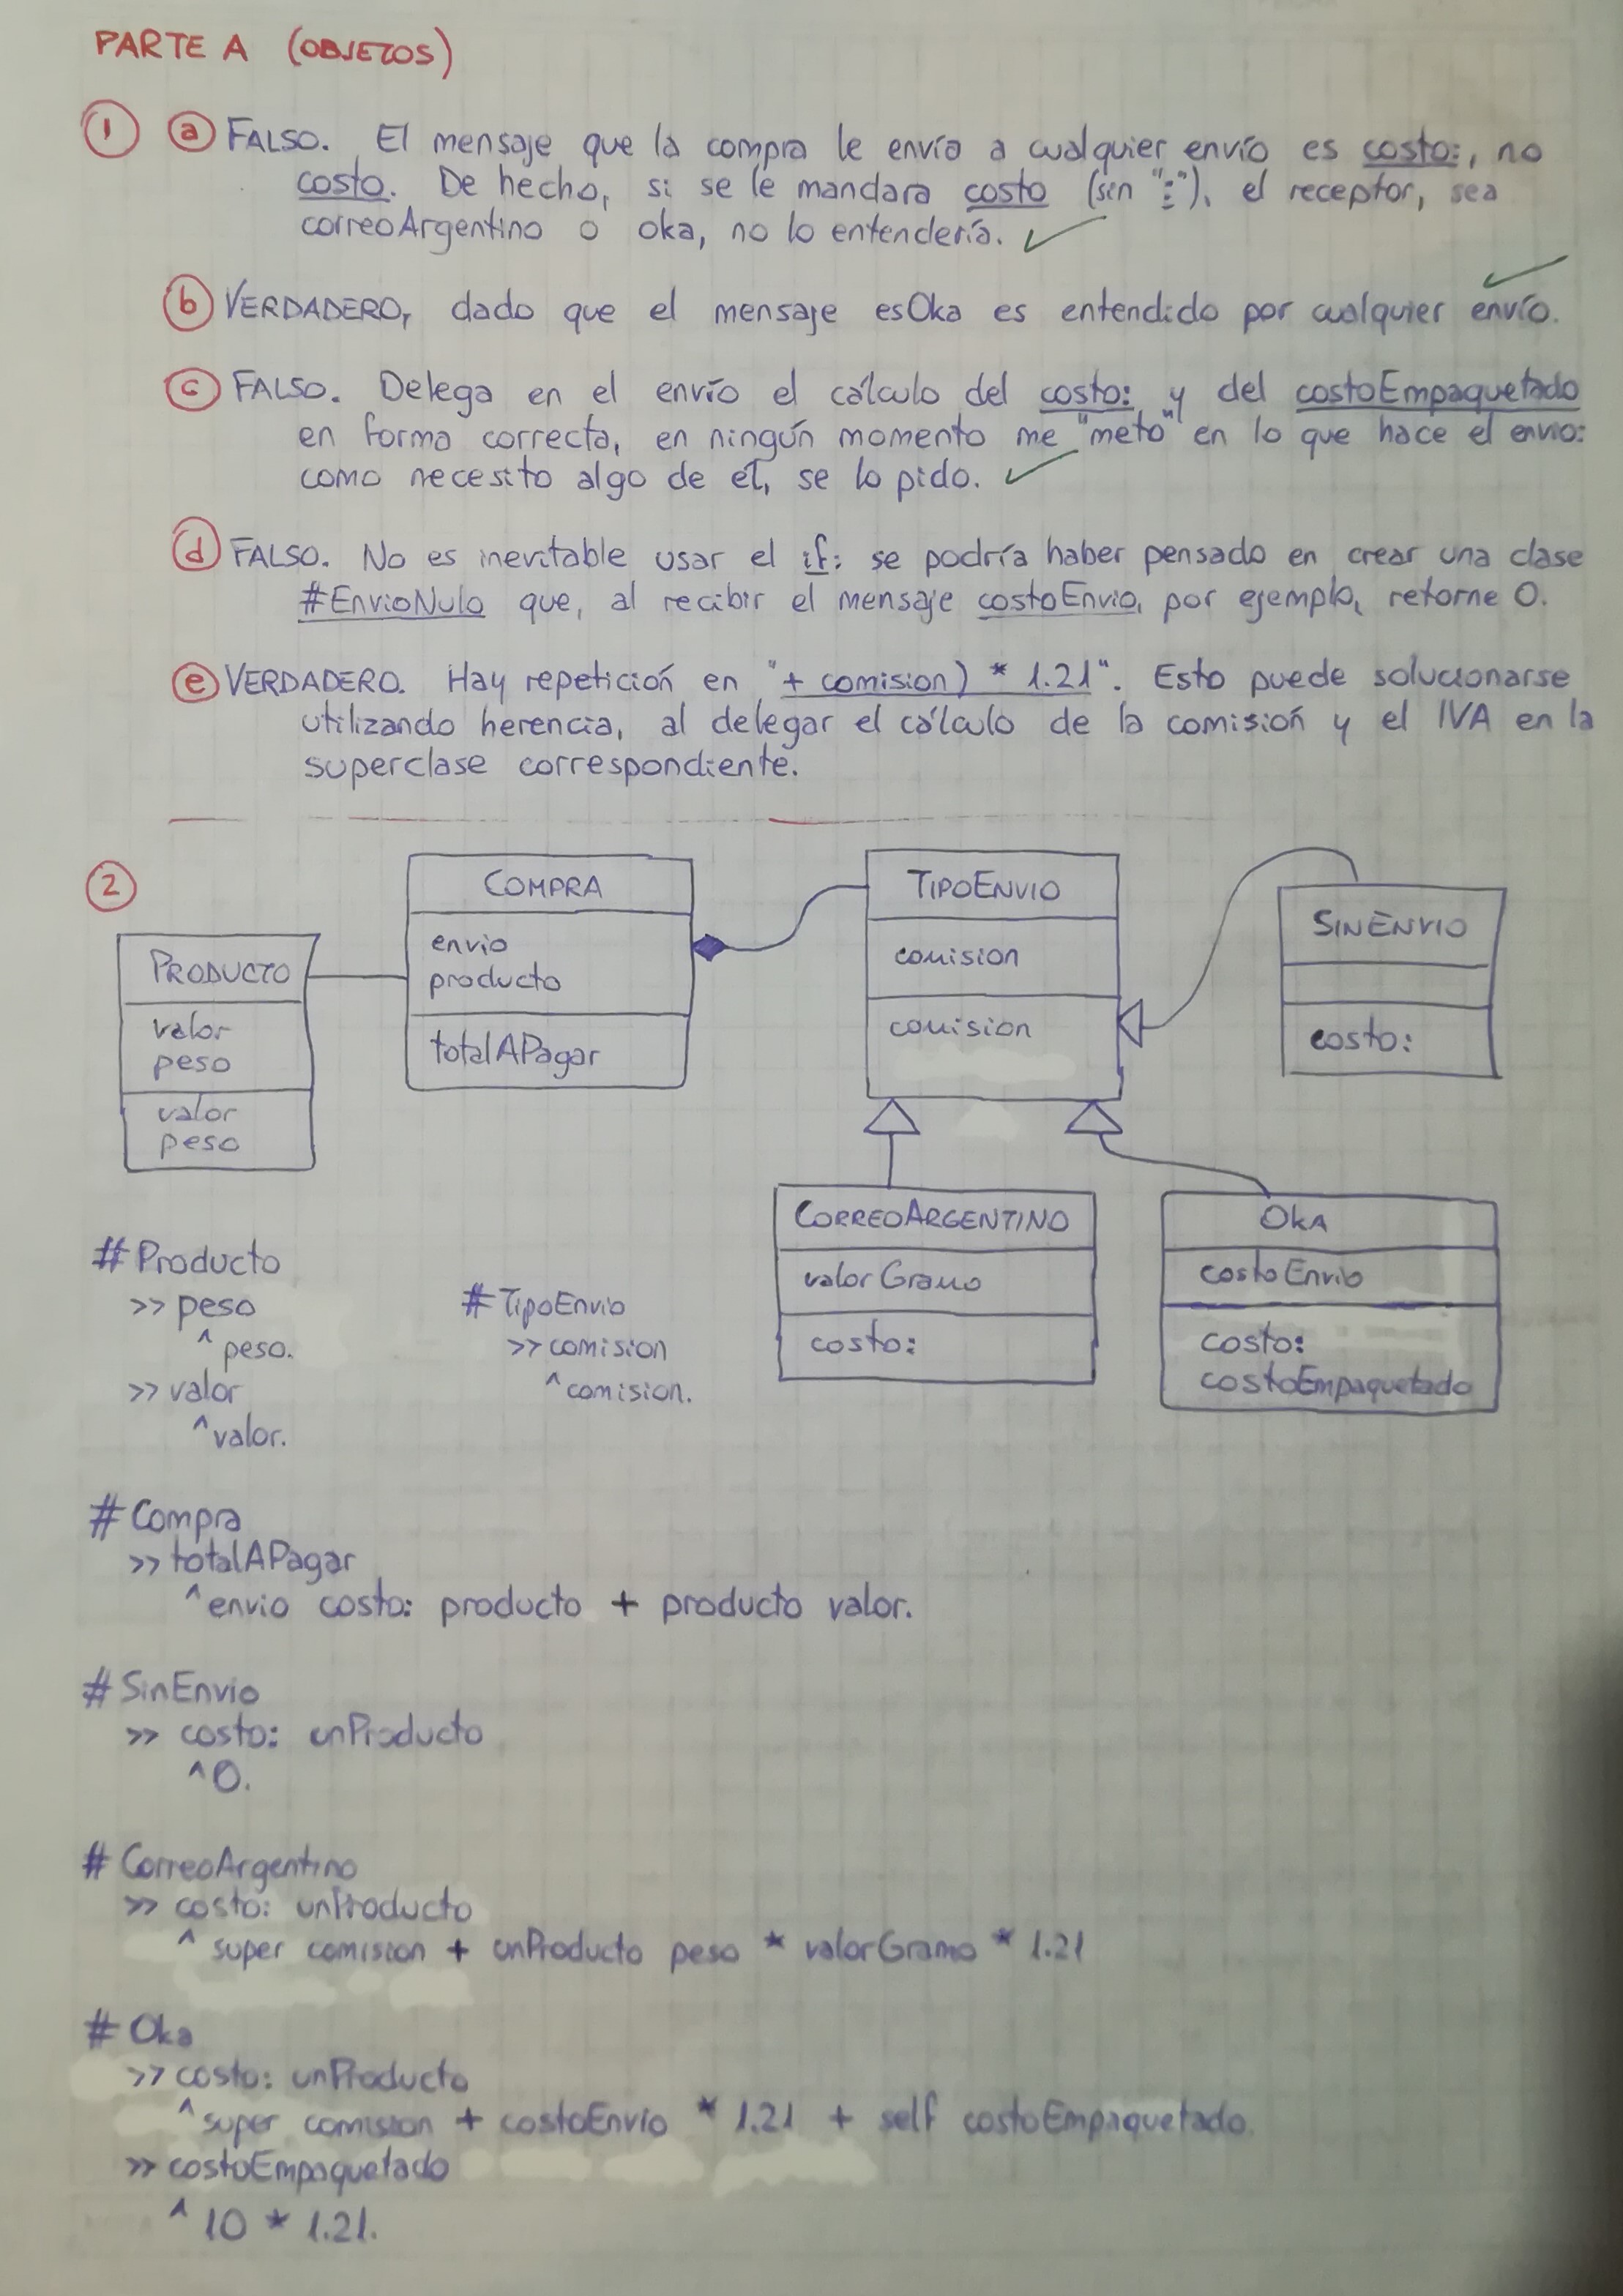 PARTE A (OBJETOS)
1 a FALSO. El mensaje que la compra le envía a cualquier envío es costo:, no
costo. De hecho, si se le mandara costo (sin ":"), el receptor, sea
correoArgentino o oka, no lo entendería.
b VERDADERO, dado que el mensaje esOka es entendido por cualquier envío.
c FALSO. Delega en el envío el cálculo del costo: y del costoEmpaquetado
en forma correcta, en ningún momento me "meto" en lo que hace el envio:
como necesito algo de él, se lo pido.
d FALSO. No es inevitable usar el if: se podría haber pensado en crear una clase
#EnvioNulo que, al recibir el mensaje costoEnvio, por ejemplo, retorne 0.
e VERDADERO. Hay repetición en "+ comision) * 1.21". Esto puede solucionarse
utilizando herencia, al delegar el cálculo de la comisión y el IVA en la
superclase correspondiente.
2
PRODUCTO
valor
peso
valor
peso
COMPRA
envio
producto
totalAPagar
TIPOENVIO
comision
comision
SINENVIO
costo:
CORREOARGENTINO
valorGramo
costo:
OKA
costoEnvio
costo:
costoEmpaquetado
#Producto
>> peso
^ peso.
>> valor
^ valor.
#TipoEnvio
>> comision
^ comision.
#Compra
>> totalAPagar
^ envio costo: producto + producto valor.
#SinEnvio
>> costo: unProducto
^ 0.
#CorreoArgentino
>> costo: unProducto
^ super comision + unProducto peso * valorGramo * 1.21
#Oka
>> costo: unProducto
^ super comision + costoEnvio * 1.21 + self costoEmpaquetado.
>> costoEmpaquetado
^ 10 * 1.21.